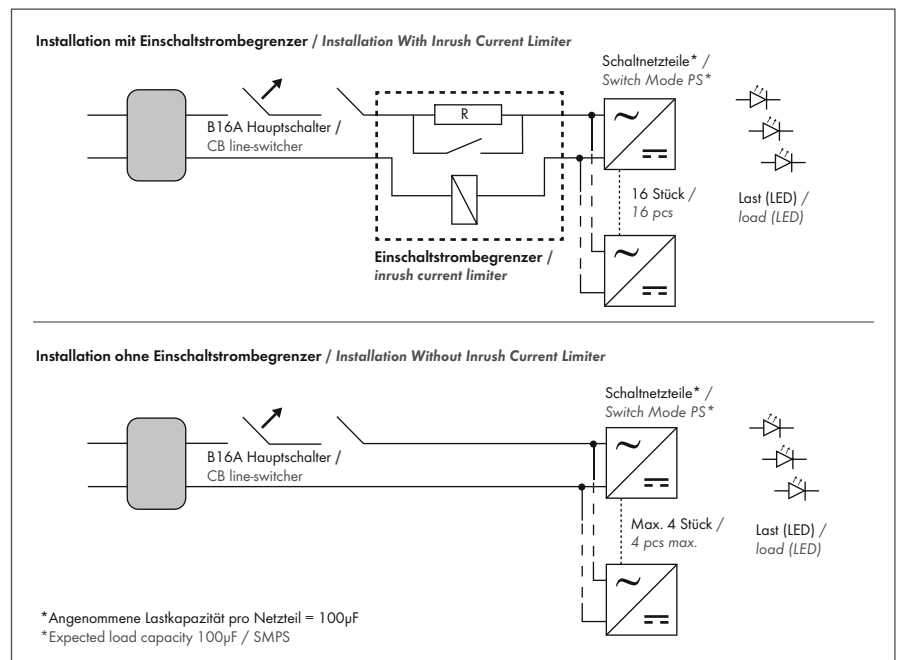 Installation mit Einschaltstrombegrenzer / Installation With Inrush Current Limiter
Schaltnetzteile* /
Switch Mode PS*
B16A Hauptschalter /
CB line-switcher
R
16 Stück /
16 pcs
Last (LED) /
load (LED)
Einschaltstrombegrenzer /
inrush current limiter
Installation ohne Einschaltstrombegrenzer / Installation Without Inrush Current Limiter
Schaltnetzteile* /
Switch Mode PS*
B16A Hauptschalter /
CB line-switcher
Max. 4 Stück /
4 pcs max.
Last (LED) /
load (LED)
*Angenommene Lastkapazität pro Netzteil = 100µF
*Expected load capacity 100µF / SMPS